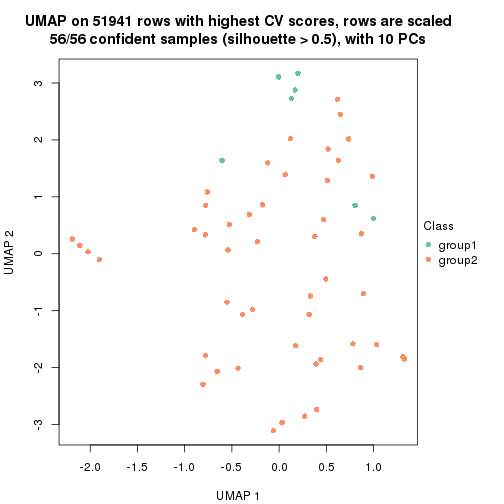 UMAP on 51941 rows with highest CV scores, rows are scaled
56/56 confident samples (silhouette > 0.5), with 10 PCs
3
2
1
0
-1
-2
-3
UMAP 2
-2.0
-1.5
-1.0
-0.5
0.0
0.5
1.0
UMAP 1
Class
group1
group2